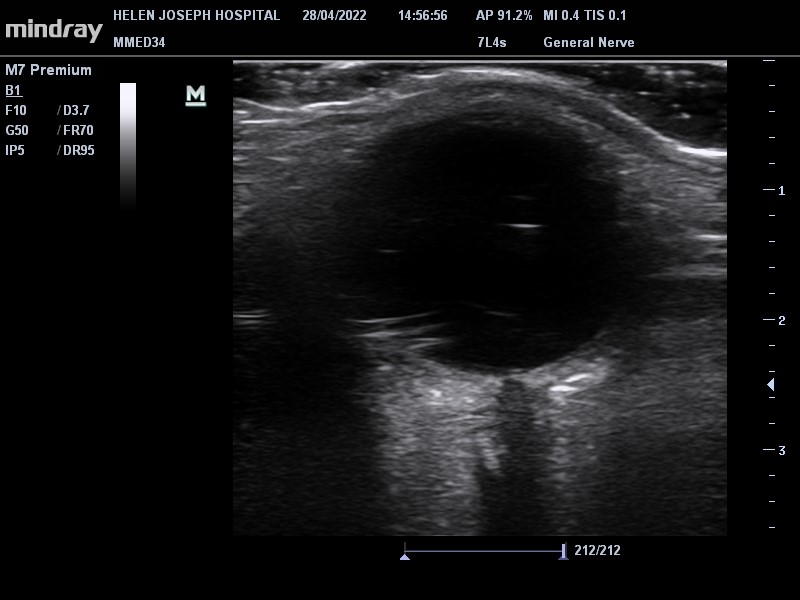 mindray
HELEN JOSEPH HOSPITAL 28/04/2022 14:56:56 AP 91.2% MI 0.4 TIS 0.1
MMED34 7L4s General Nerve
M7 Premium
B1
F10 / D3.7
G50 / FR70
IP5 / DR95
M
1
2
3
212/212